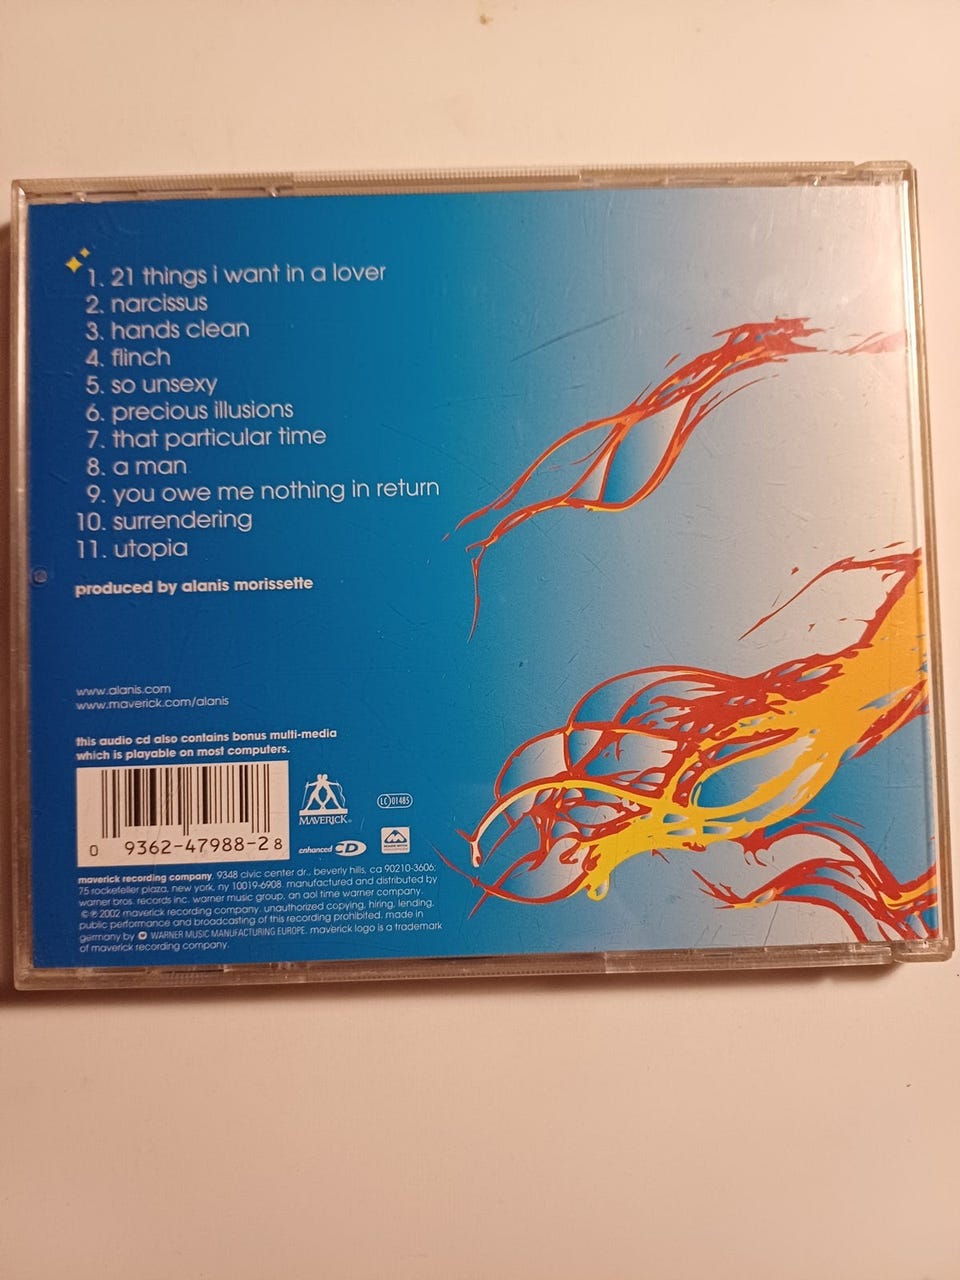 1. 21 things i want in a lover
2. narcissus
3. hands clean
4. flinch
5. so unsexy
6. precious illusions
7. that particular time
8. a man
9. you owe me nothing in return
10. surrendering
11. utopia
produced by alanis morissette
www.alanis.com
www.maverick.com/alanis
this audio cd also contains bonus multi-media
which is playable on most computers.
0 9362-47988-2 8
MAVERICK®
LC 01485
enhanced CD
maverick recording company, 9348 civic center dr., beverly hills, ca 90210-3606;
75 rockefeller plaza, new york, ny 10019-6908. manufactured and distributed by
warner bros. records inc. warner music group, an aol time warner company.
©℗ 2002 maverick recording company. unauthorized copying, hiring, lending,
public performance and broadcasting of this recording prohibited. made in
germany by WARNER MUSIC MANUFACTURING EUROPE. maverick logo is a trademark
of maverick recording company.